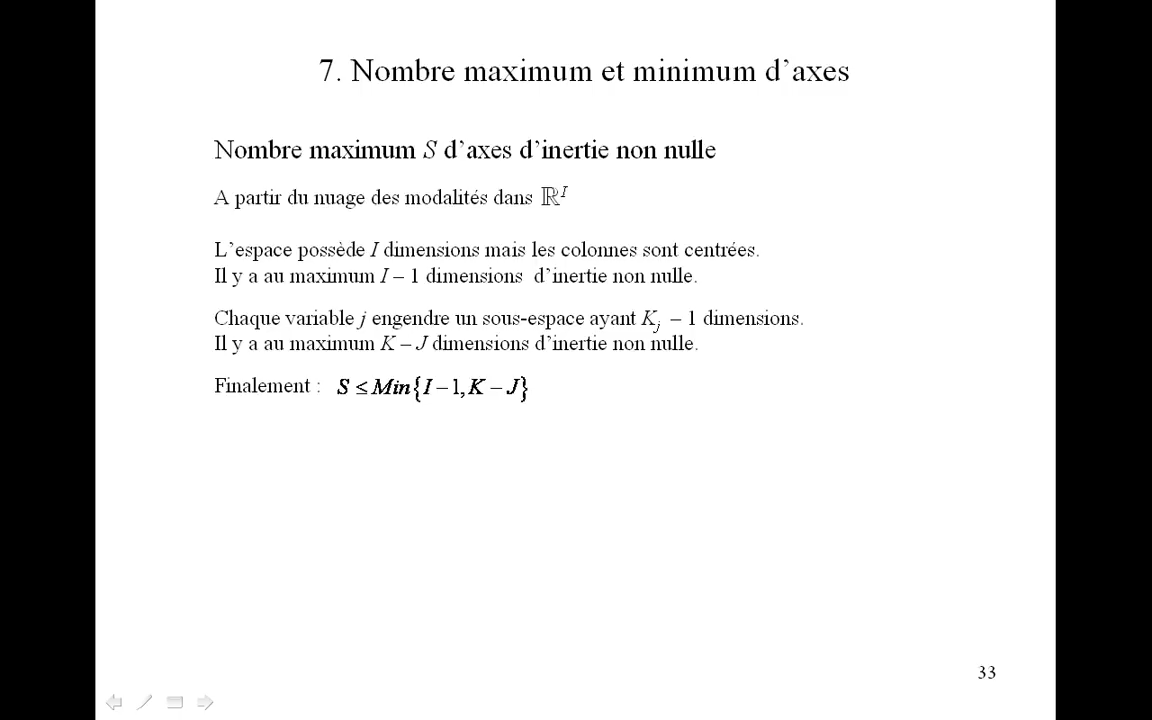 7. Nombre maximum et minimum d’axes
Nombre maximum S d’axes d’inertie non nulle
A partir du nuage des modalités dans ℝᴵ
L’espace possède I dimensions mais les colonnes sont centrées.
Il y a au maximum I – 1 dimensions d’inertie non nulle.
Chaque variable j engendre un sous-espace ayant Kⱼ – 1 dimensions.
Il y a au maximum K – J dimensions d’inertie non nulle.
Finalement : S ≤ Min{I – 1, K – J}
33